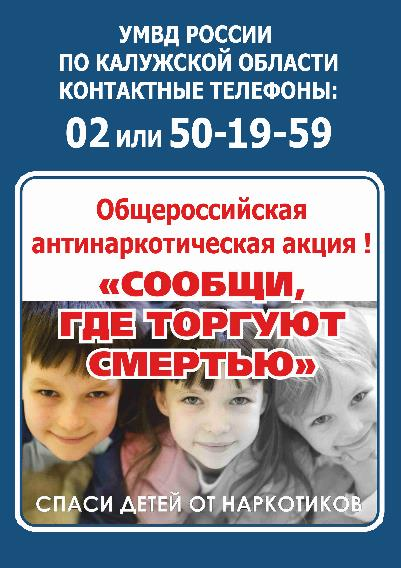 УМВД РОССИИ
ПО КАЛУЖСКОЙ ОБЛАСТИ
КОНТАКТНЫЕ ТЕЛЕФОНЫ:
02 или 50-19-59
Общероссийская
антинаркотическая акция !
«СООБЩИ,
ГДЕ ТОРГУЮТ
СМЕРТЬЮ»
СПАСИ ДЕТЕЙ ОТ НАРКОТИКОВ